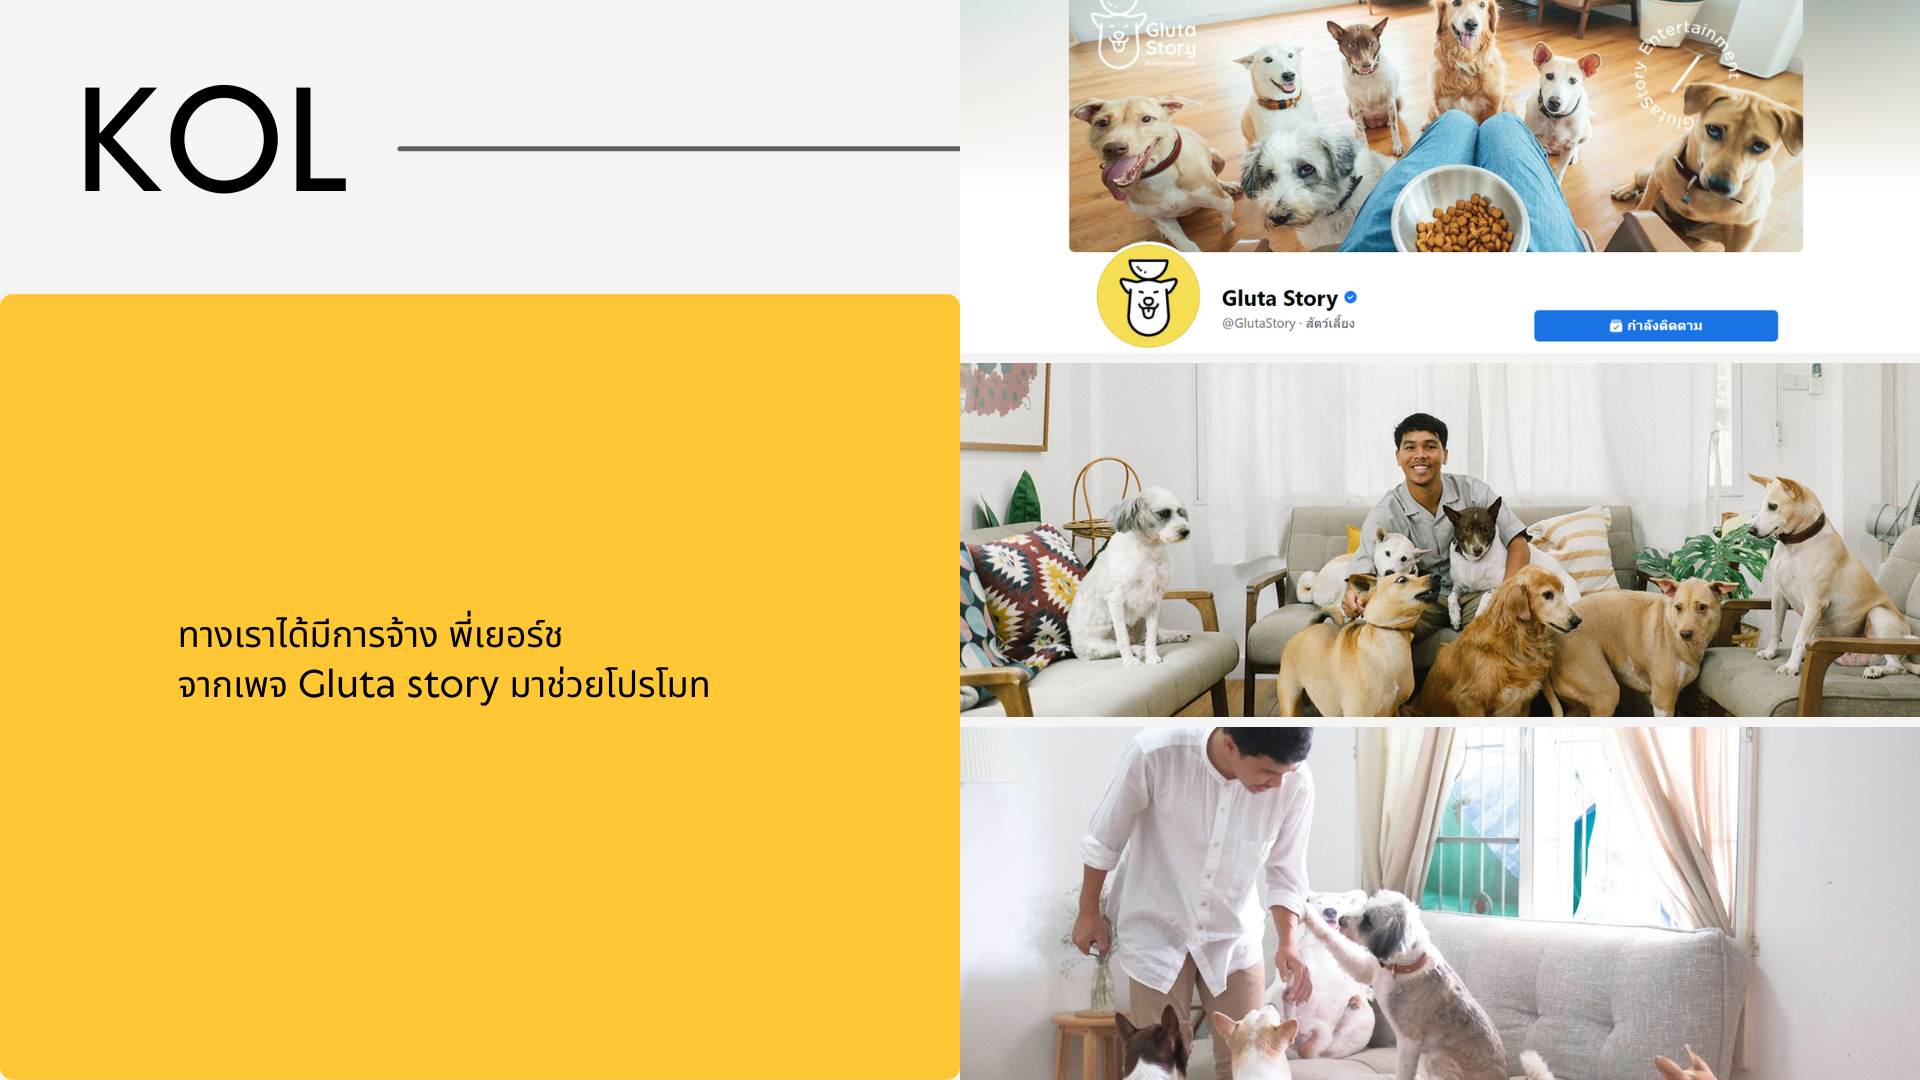 KOL
ทางเราได้มีการจ้าง พี่เยอร์ช
จากเพจ Gluta story มาช่วยโปรโมท
Gluta
Story
Entertainment
GlutaStory Entertainment
Gluta Story
@GlutaStory · สัตว์เลี้ยง
กำลังติดตาม